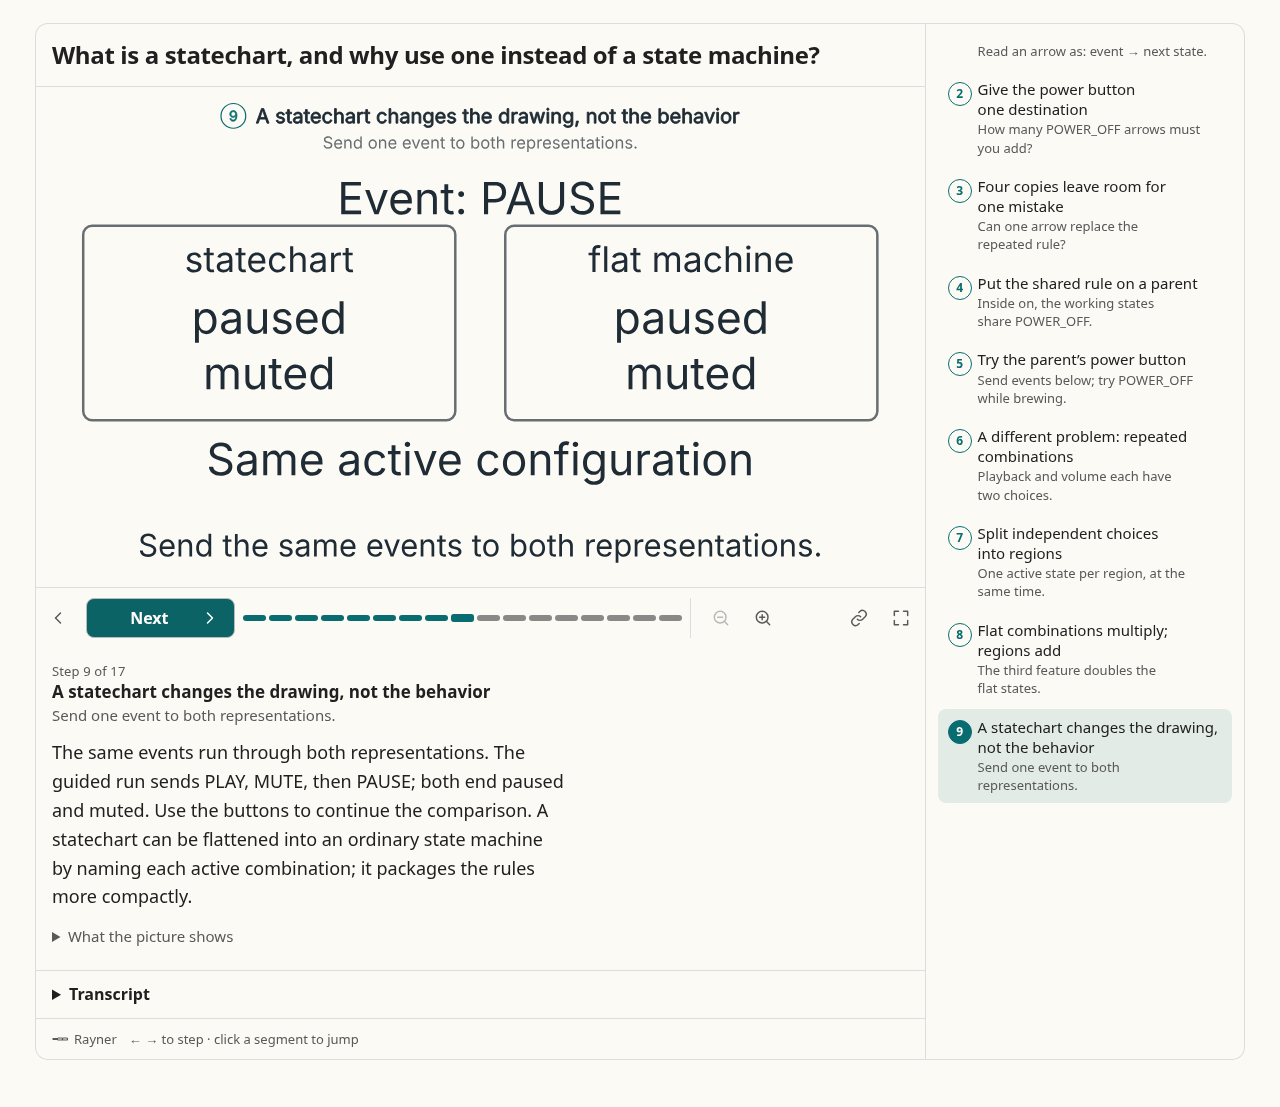 What is a statechart, and why use one instead of a state machine?
9 A statechart changes the drawing, not the behavior
Send one event to both representations.
Event: PAUSE
statechart
paused
muted
flat machine
paused
muted
Same active configuration
Send the same events to both representations.
Next
Step 9 of 17
A statechart changes the drawing, not the behavior
Send one event to both representations.
The same events run through both representations. The
guided run sends PLAY, MUTE, then PAUSE; both end paused
and muted. Use the buttons to continue the comparison. A
statechart can be flattened into an ordinary state machine
by naming each active combination; it packages the rules
more compactly.
What the picture shows
Transcript
Rayner ← → to step · click a segment to jump
Read an arrow as: event → next state.
2 Give the power button
one destination
How many POWER_OFF arrows must
you add?
3 Four copies leave room for
one mistake
Can one arrow replace the
repeated rule?
4 Put the shared rule on a parent
Inside on, the working states
share POWER_OFF.
5 Try the parent’s power button
Send events below; try POWER_OFF
while brewing.
6 A different problem: repeated
combinations
Playback and volume each have
two choices.
7 Split independent choices
into regions
One active state per region, at the
same time.
8 Flat combinations multiply;
regions add
The third feature doubles the
flat states.
9 A statechart changes the drawing,
not the behavior
Send one event to both
representations.